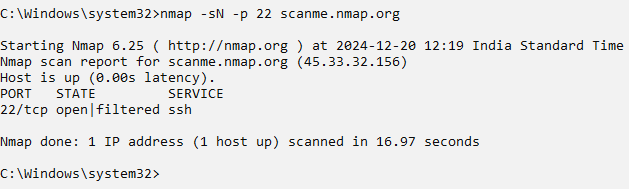 C:\Windows\system32>nmap -sN -p 22 scanme.nmap.org
Starting Nmap 6.25 ( http://nmap.org ) at 2024-12-20 12:19 India Standard Time
Nmap scan report for scanme.nmap.org (45.33.32.156)
Host is up (0.00s latency).
PORT   STATE         SERVICE
22/tcp open|filtered ssh
Nmap done: 1 IP address (1 host up) scanned in 16.97 seconds
C:\Windows\system32>